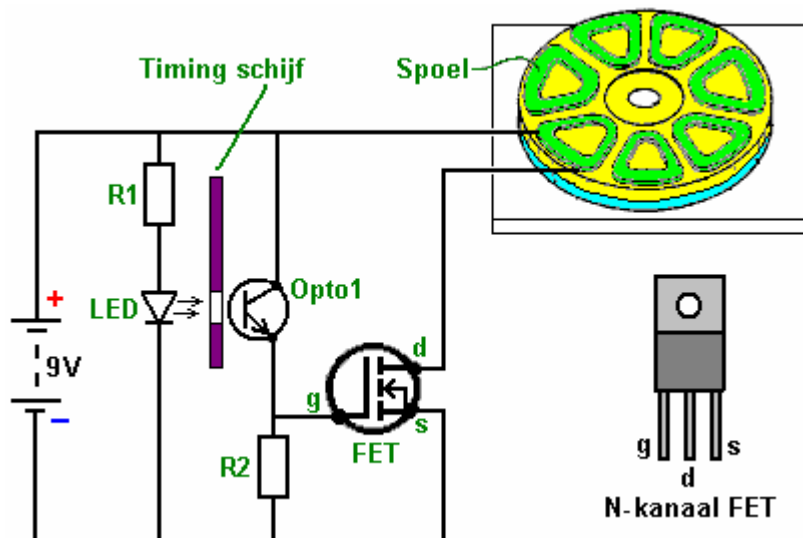 Timing schijf
Spoel
R1
LED
Opto1
+
9V
−
d
g
s
FET
R2
g
s
d
N-kanaal FET